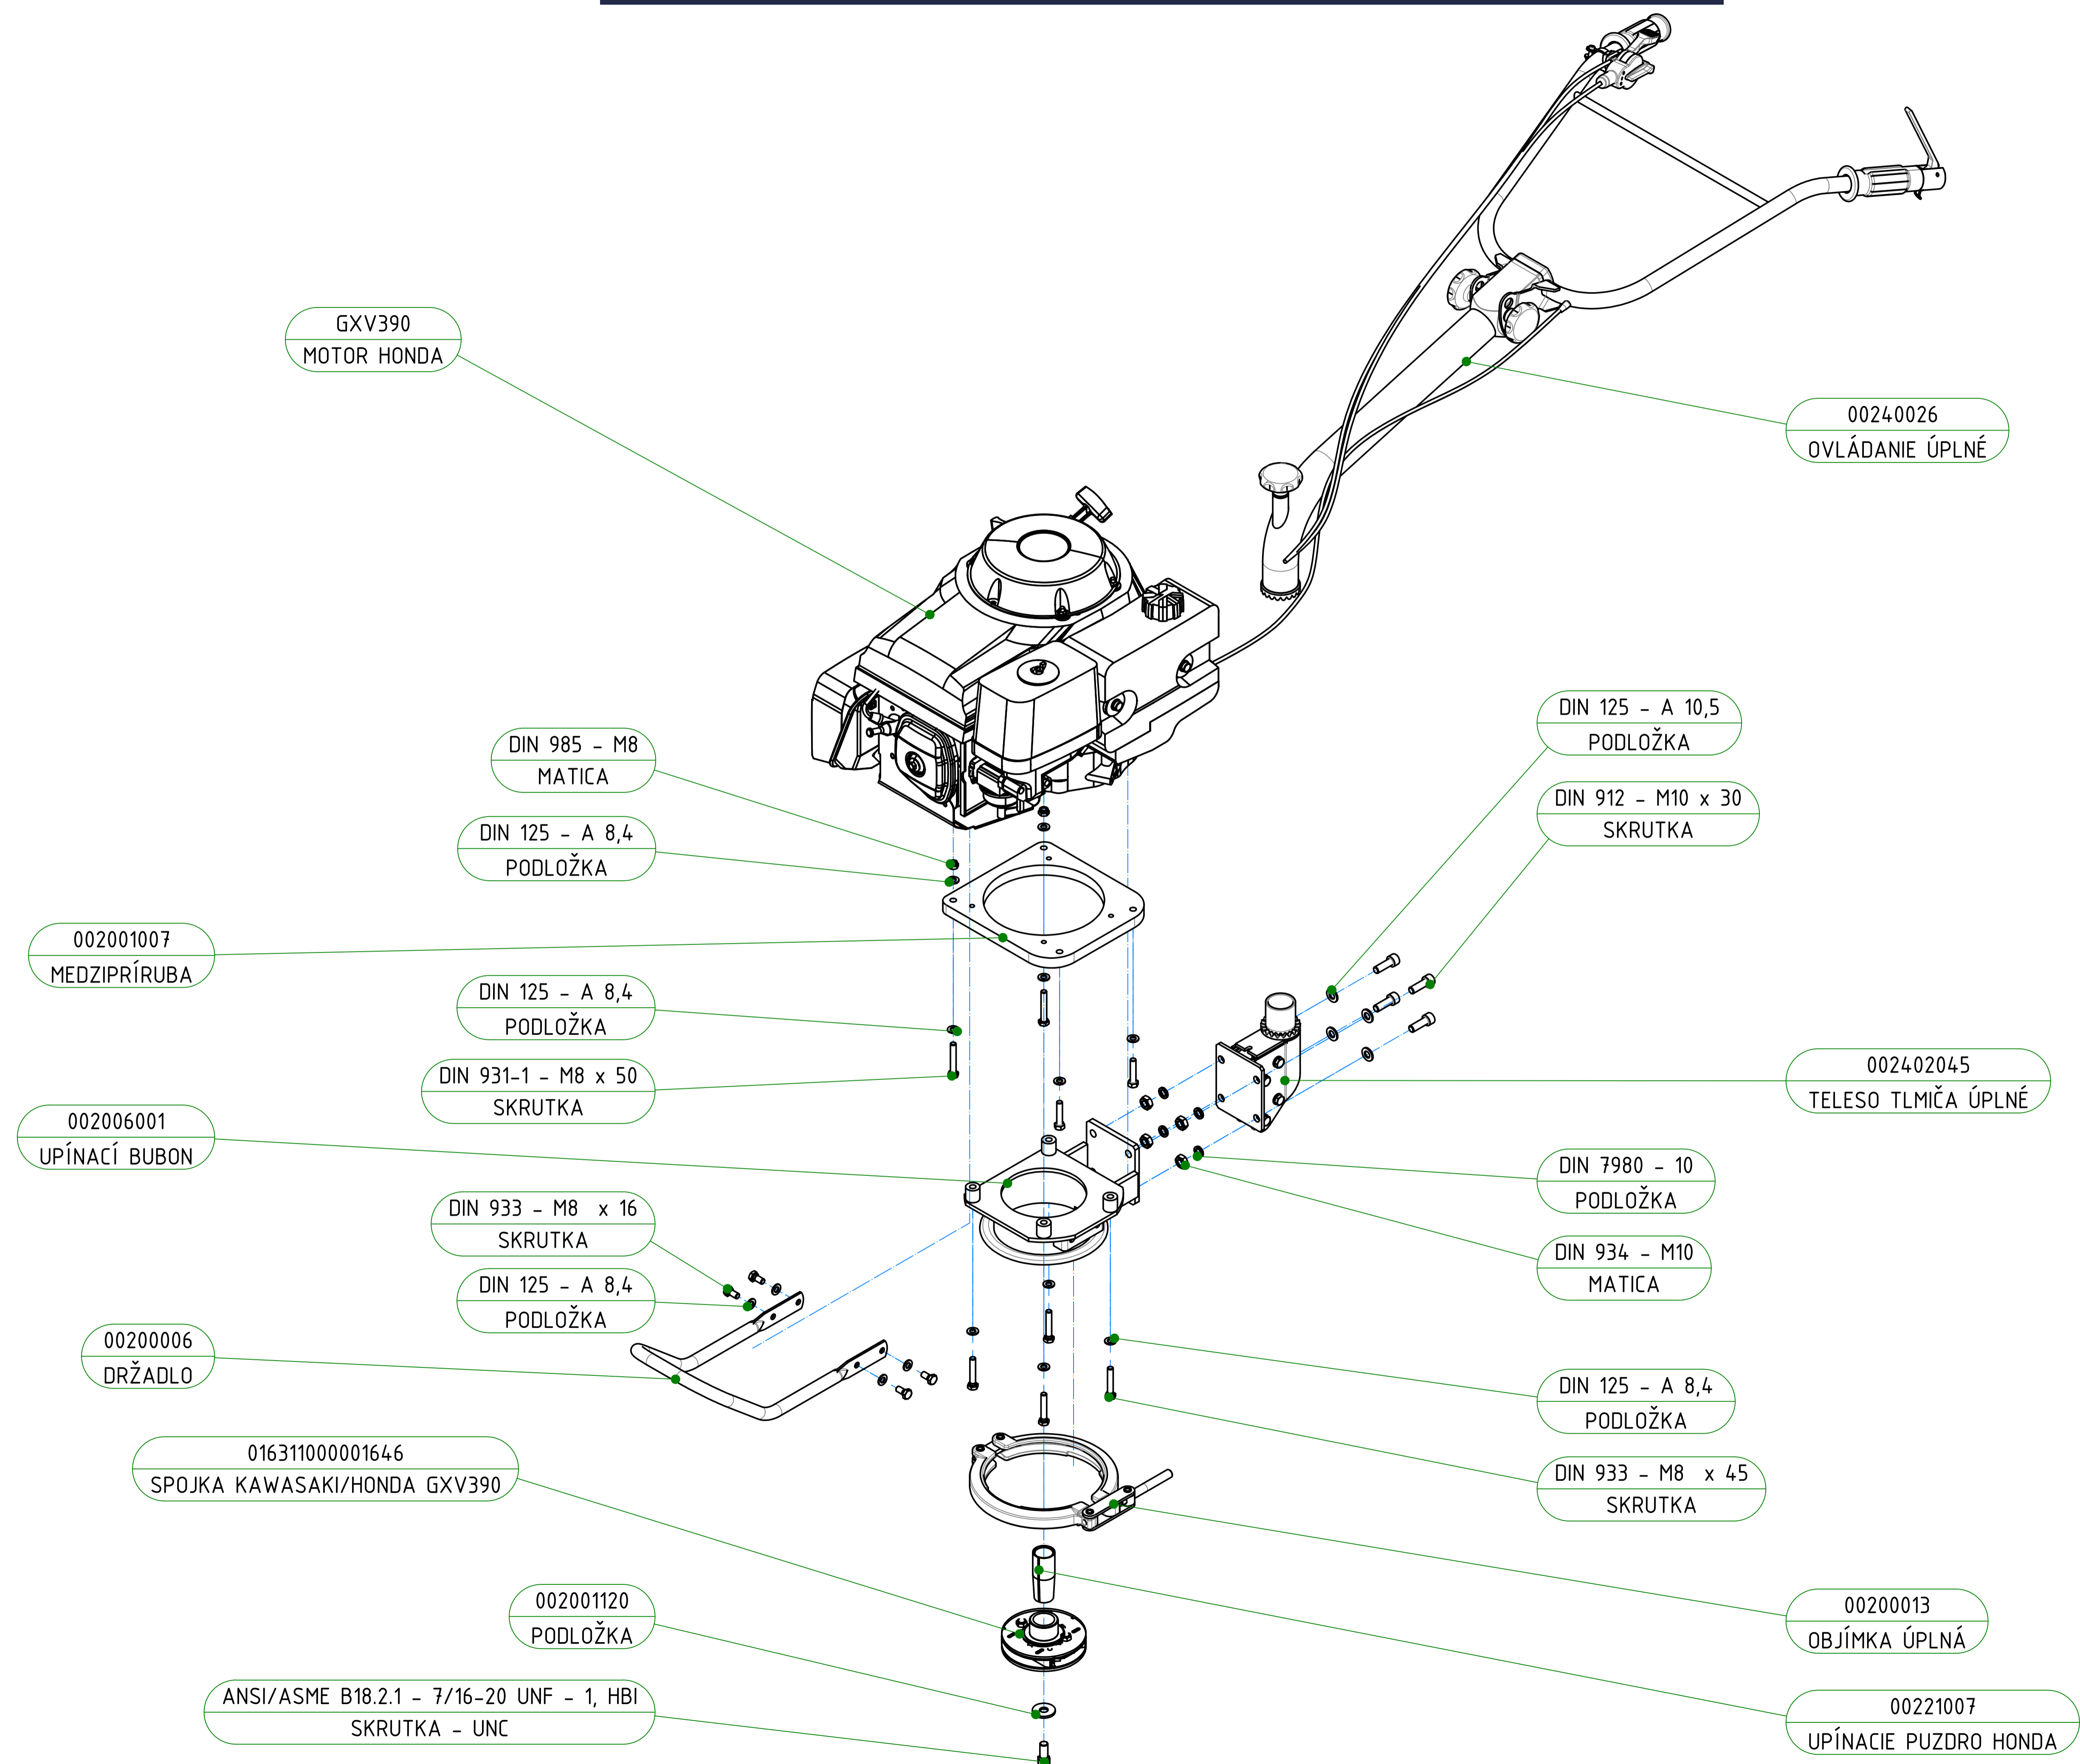 GXV390
MOTOR HONDA
00240026
OVLÁDANIE ÚPLNÉ
DIN 125 - A 10,5
PODLOŽKA
DIN 985 - M8
MATICA
DIN 912 - M10 x 30
SKRUTKA
DIN 125 - A 8,4
PODLOŽKA
002001007
MEDZIPRÍRUBA
DIN 125 - A 8,4
PODLOŽKA
DIN 931-1 - M8 x 50
SKRUTKA
002402045
TELESO TLMIČA ÚPLNÉ
002006001
UPÍNACÍ BUBON
DIN 7980 - 10
PODLOŽKA
DIN 933 - M8  x 16
SKRUTKA
DIN 934 - M10
MATICA
DIN 125 - A 8,4
PODLOŽKA
00200006
DRŽADLO
DIN 125 - A 8,4
PODLOŽKA
016311000001646
SPOJKA KAWASAKI/HONDA GXV390
DIN 933 - M8  x 45
SKRUTKA
002001120
PODLOŽKA
00200013
OBJÍMKA ÚPLNÁ
ANSI/ASME B18.2.1 - 7/16-20 UNF - 1, HBI
SKRUTKA - UNC
00221007
UPÍNACIE PUZDRO HONDA